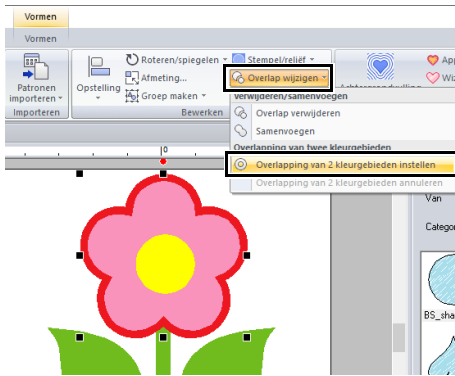 Vormen
Vormen
Roteren/spiegelen
Stempel/reliëf
Patronen importeren
Opstelling
Afmeting...
Overlap wijzigen
Groep maken
Importeren
Bewerken
Verwijderen/samenvoegen
Overlap verwijderen
Samenvoegen
Overlapping van twee kleurgebieden
Overlapping van 2 kleurgebieden instellen
Overlapping van 2 kleurgebieden annuleren
0
Van
Categor
BS_sha